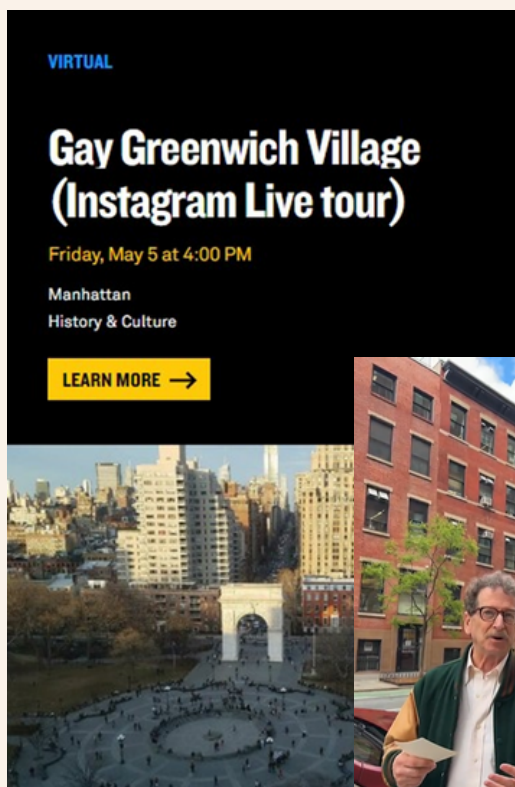 VIRTUAL
Gay Greenwich Village
(Instagram Live tour)
Friday, May 5 at 4:00 PM
Manhattan
History & Culture
LEARN MORE →